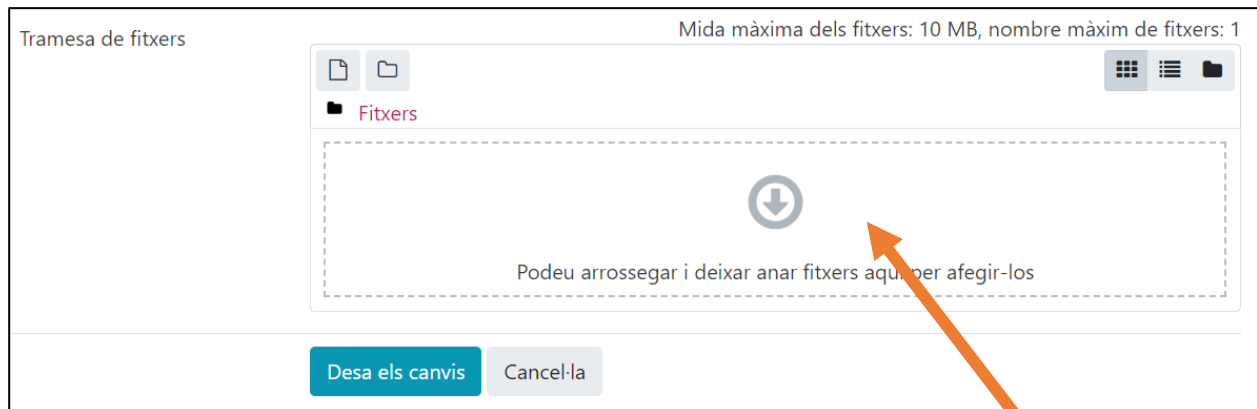 Mida màxima dels fitxers: 10 MB, nombre màxim de fitxers: 1
Tramesa de fitxers
Fitxers
Podeu arrossegar i deixar anar fitxers aquí per afegir-los
Desa els canvis
Cancel·la